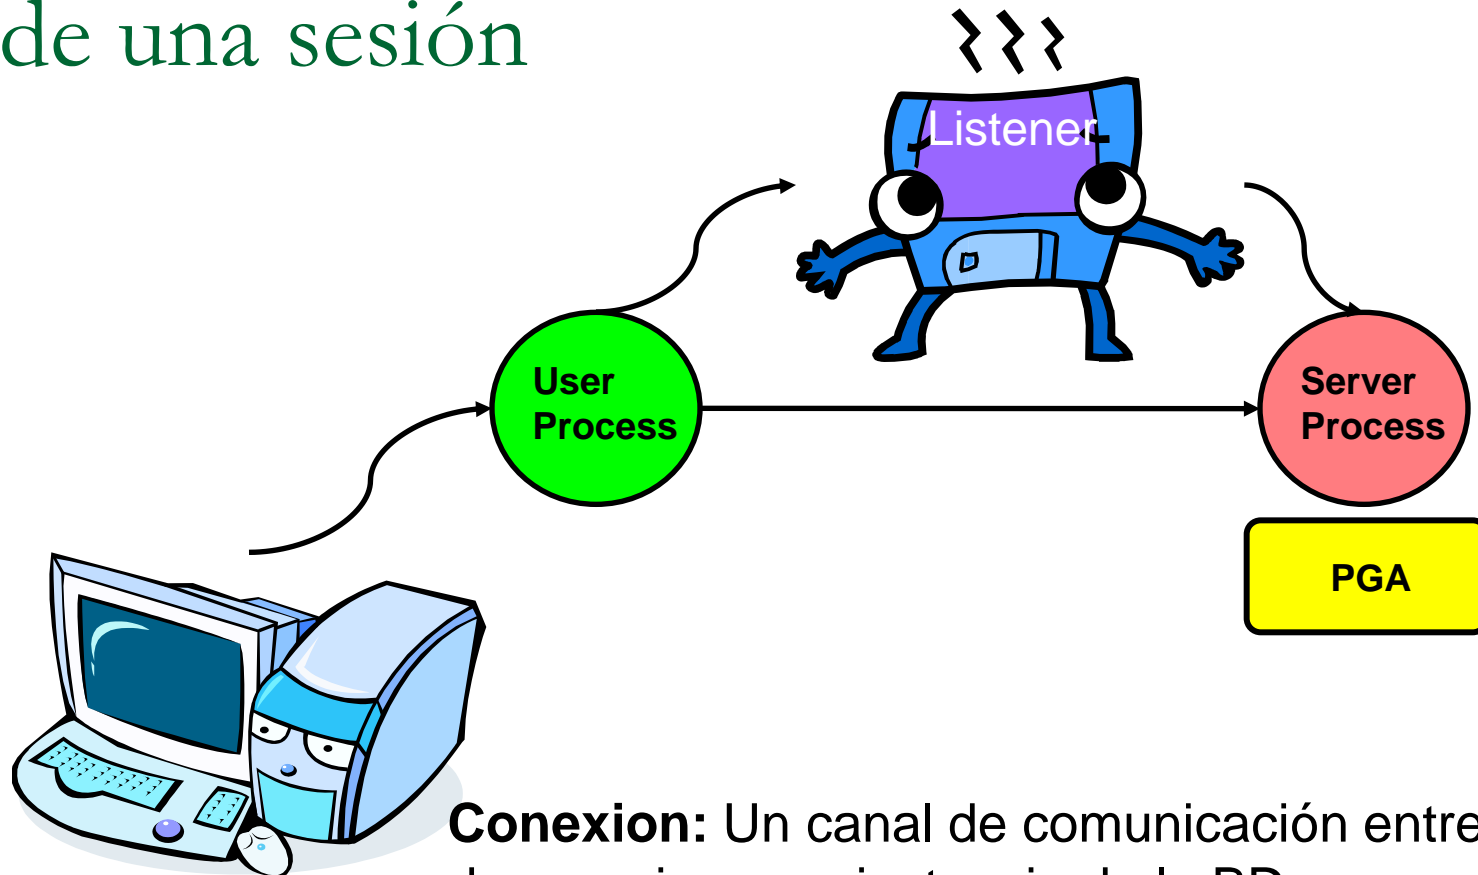 de una sesión
Listener
User
Process
Server
Process
PGA
Conexion: Un canal de comunicación entre